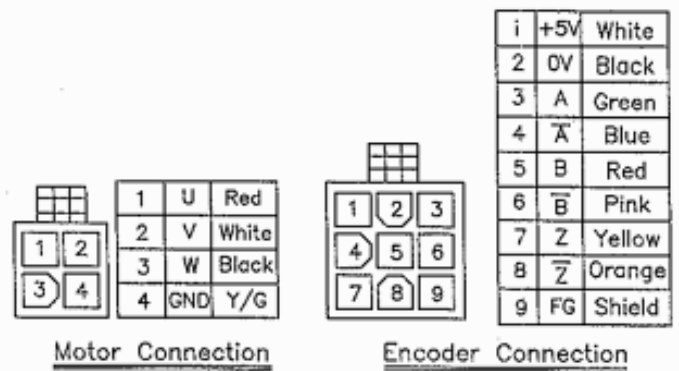 1 2
3 4
1 U Red
2 V White
3 W Black
4 GND Y/G
Motor Connection
1 2 3
4 5 6
7 8 9
i +5V White
2 0V Black
3 A Green
4 A̅ Blue
5 B Red
6 B̅ Pink
7 Z Yellow
8 Z̅ Orange
9 FG Shield
Encoder Connection